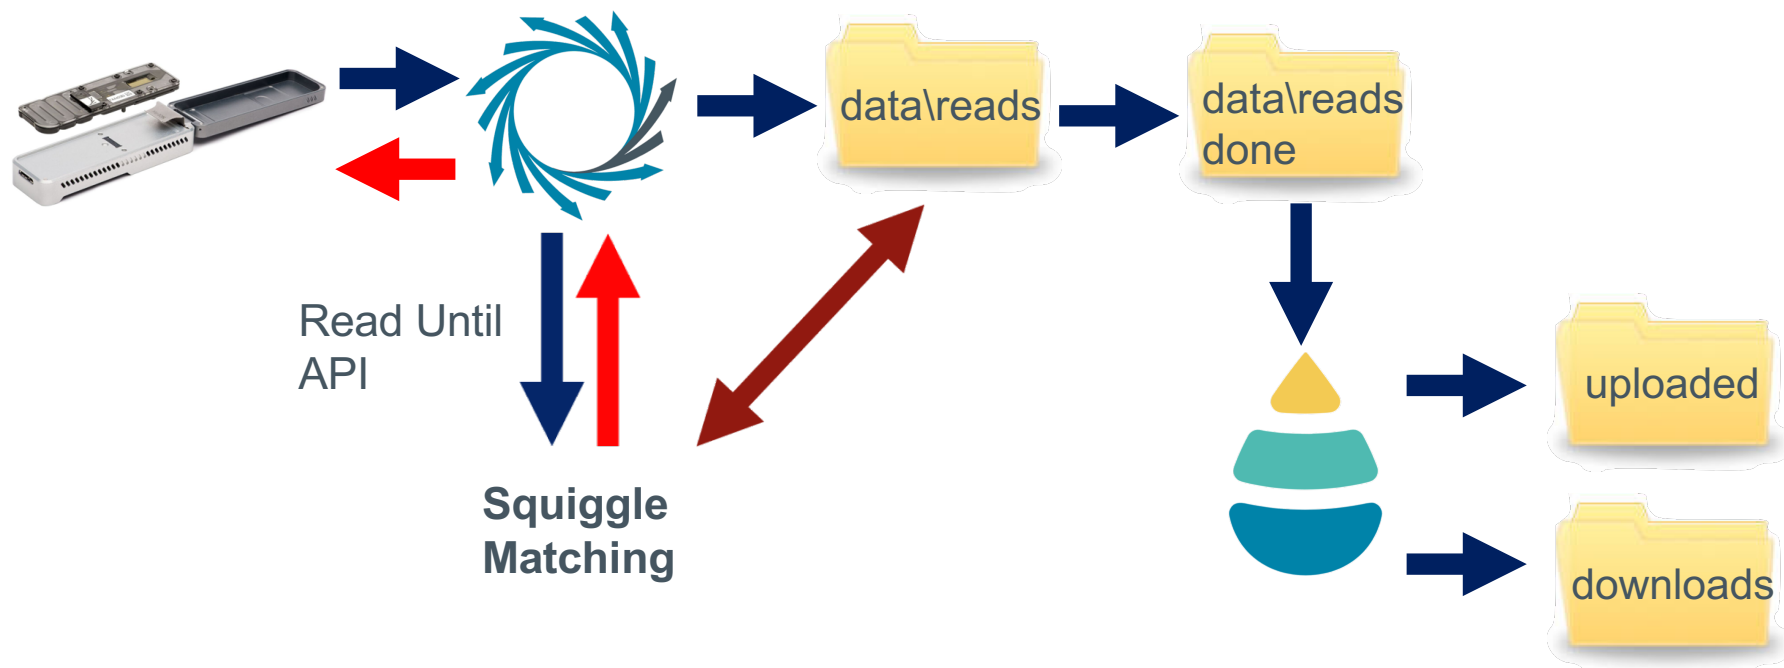 data\reads
data\reads
done
Read Until
API
uploaded
Squiggle
Matching
downloads